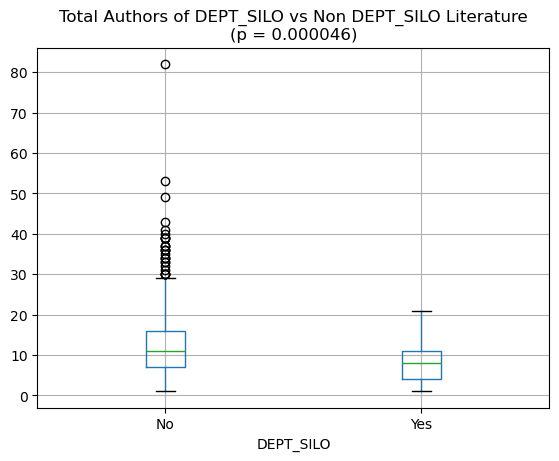 Total Authors of DEPT_SILO vs Non DEPT_SILO Literature
(p = 0.000046)
80
70
60
50
40
30
20
10
0
No Yes
DEPT_SILO